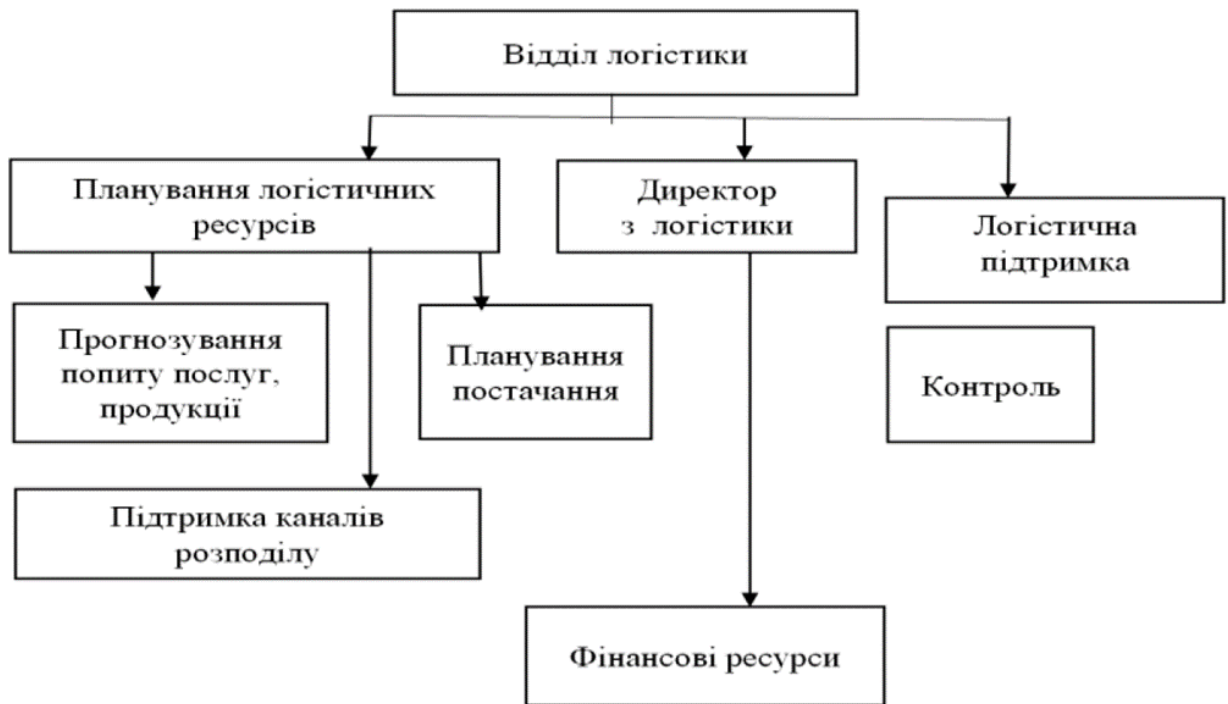 Відділ логістики
Планування логістичних
ресурсів
Директор
з логістики
Логістична
підтримка
Прогнозування
попиту послуг,
продукції
Планування
постачання
Контроль
Підтримка каналів
розподілу
Фінансові ресурси